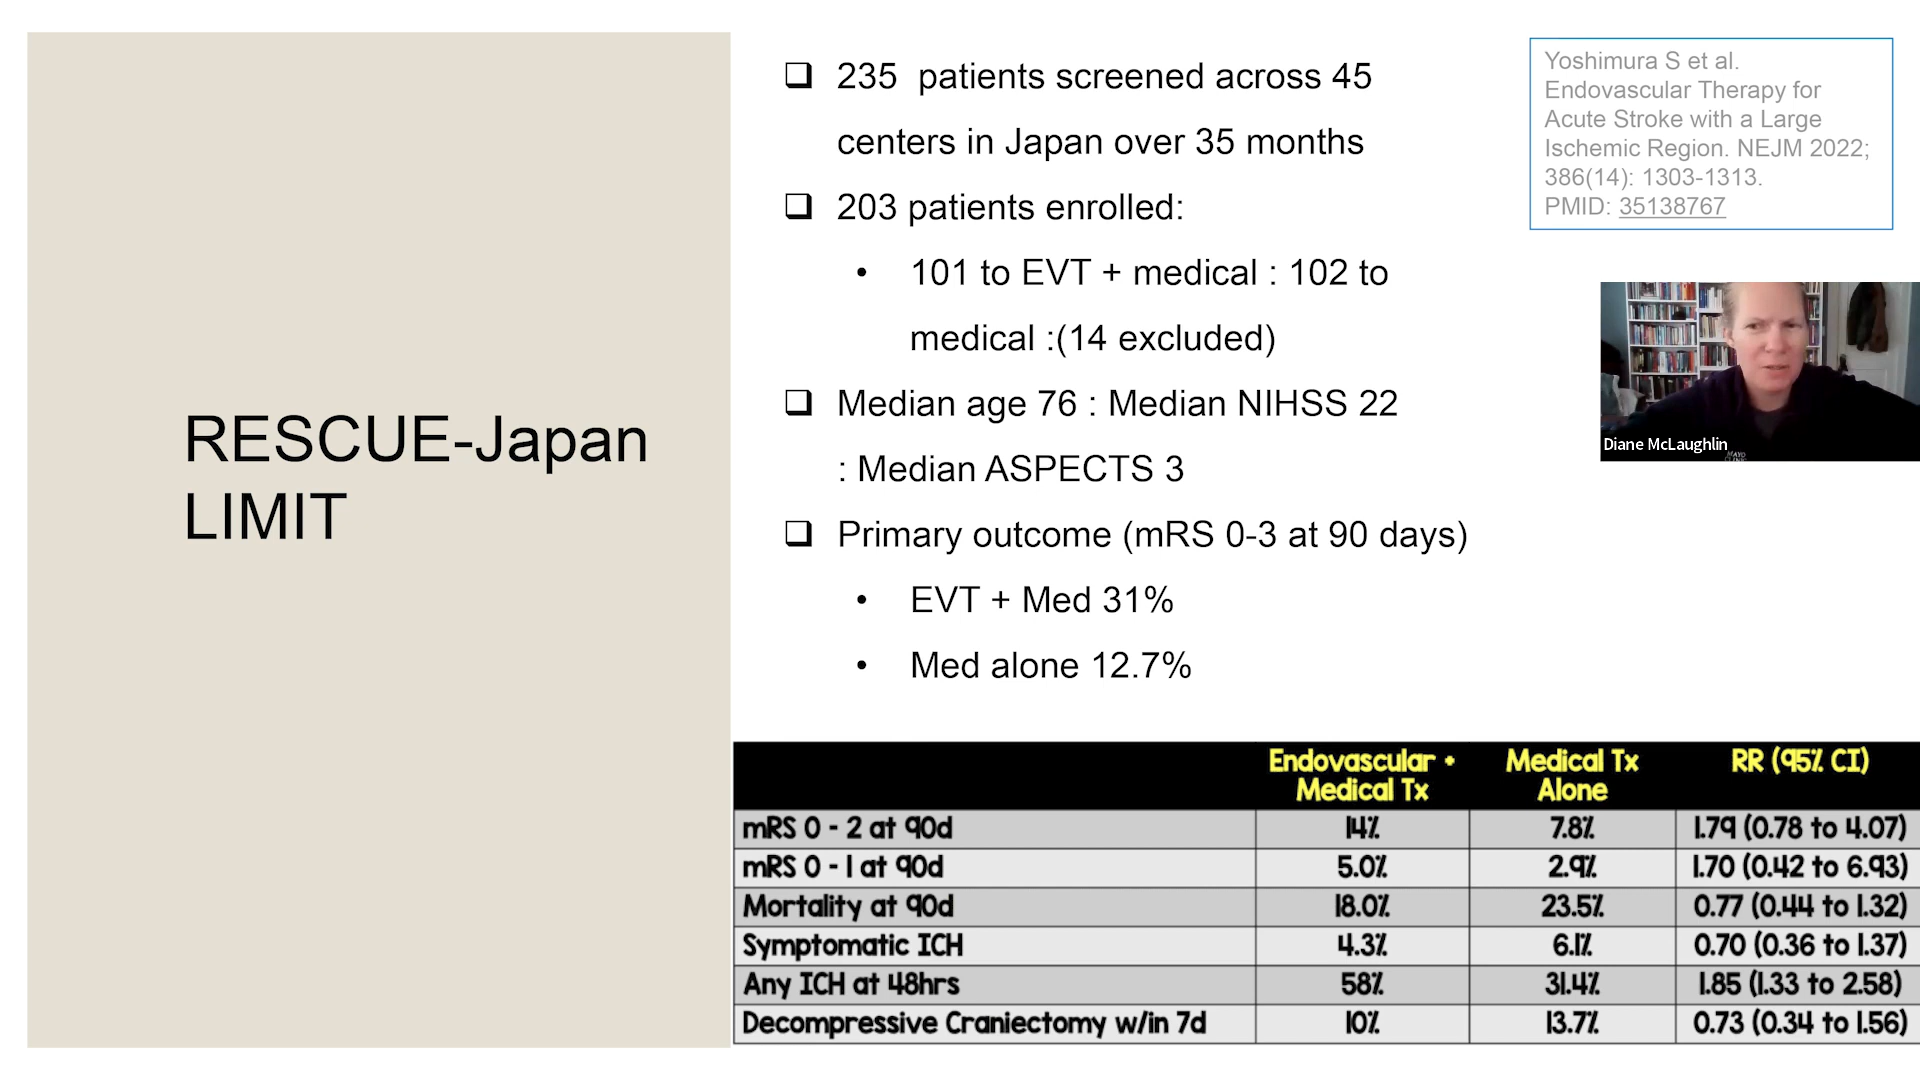 RESCUE-Japan
LIMIT
❑ 235  patients screened across 45
centers in Japan over 35 months
❑ 203 patients enrolled:
• 101 to EVT + medical : 102 to
medical :(14 excluded)
❑ Median age 76 : Median NIHSS 22
: Median ASPECTS 3
❑ Primary outcome (mRS 0-3 at 90 days)
• EVT + Med 31%
• Med alone 12.7%
Yoshimura S et al.
Endovascular Therapy for
Acute Stroke with a Large
Ischemic Region. NEJM 2022;
386(14): 1303-1313.
PMID: 35138767
Diane McLaughlin
MAYO
CLINIC
Endovascular + Medical Tx Alone RR (95% CI)
Medical Tx
mRS 0 - 2 at 90d 14% 7.8% 1.79 (0.78 to 4.07)
mRS 0 - 1 at 90d 5.0% 2.9% 1.70 (0.42 to 6.93)
Mortality at 90d 18.0% 23.5% 0.77 (0.44 to 1.32)
Symptomatic ICH 4.3% 6.1% 0.70 (0.36 to 1.37)
Any ICH at 48hrs 58% 31.4% 1.85 (1.33 to 2.58)
Decompressive Craniectomy w/in 7d 10% 13.7% 0.73 (0.34 to 1.56)